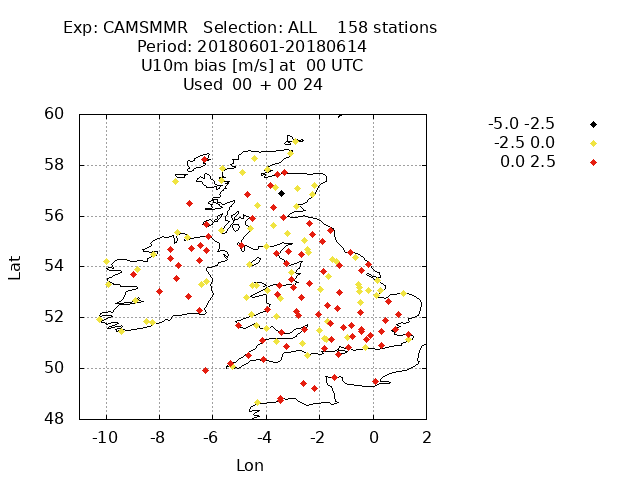 Exp: CAMSMMR   Selection: ALL    158 stations
Period: 20180601-20180614
U10m bias [m/s] at  00 UTC
Used  00 + 00 24
-5.0 -2.5
-2.5 0.0
0.0 2.5
60
58
56
54
52
50
48
Lat
-10 -8 -6 -4 -2 0 2
Lon